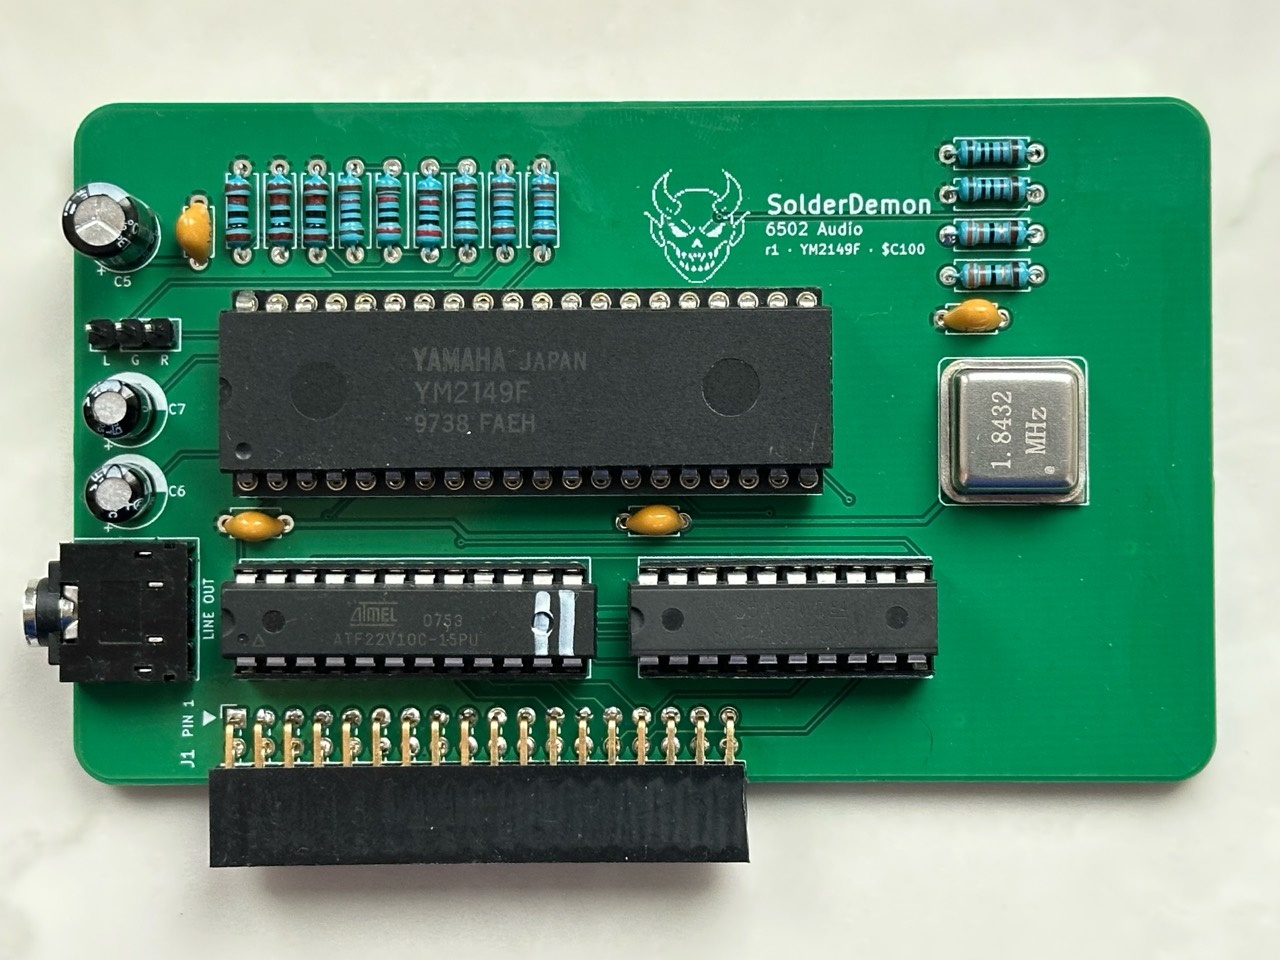 SolderDemon
6502 Audio
r1 · YM2149F · $C100
C5
L G R
C7
C6
YAMAHA JAPAN
YM2149F
9738 FAEH
1.8432
MHz
LINE OUT
ATMEL 0753
ATF22V10C-15PU
J1 PIN 1